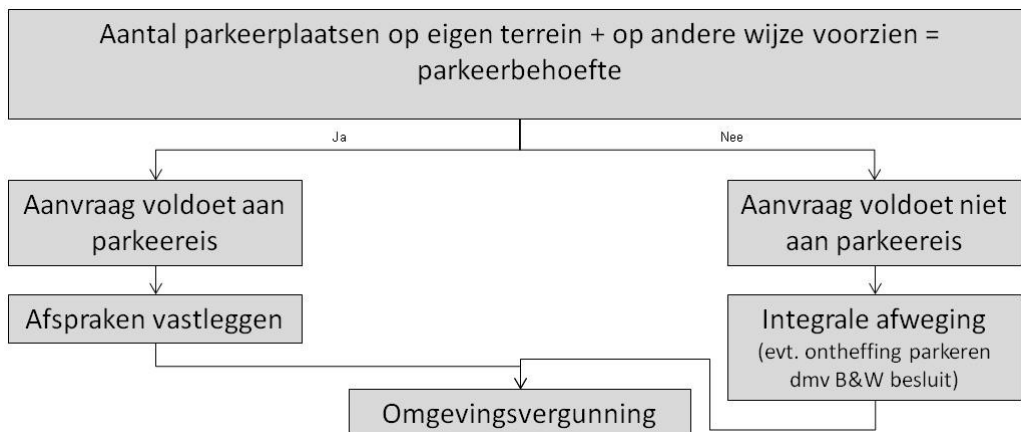 Aantal parkeerplaatsen op eigen terrein + op andere wijze voorzien =
parkeerbehoefte
Ja
Nee
Aanvraag voldoet aan
parkeereis
Aanvraag voldoet niet
aan parkeereis
Afspraken vastleggen
Integrale afweging
(evt. ontheffing parkeren
dmv B&W besluit)
Omgevingsvergunning